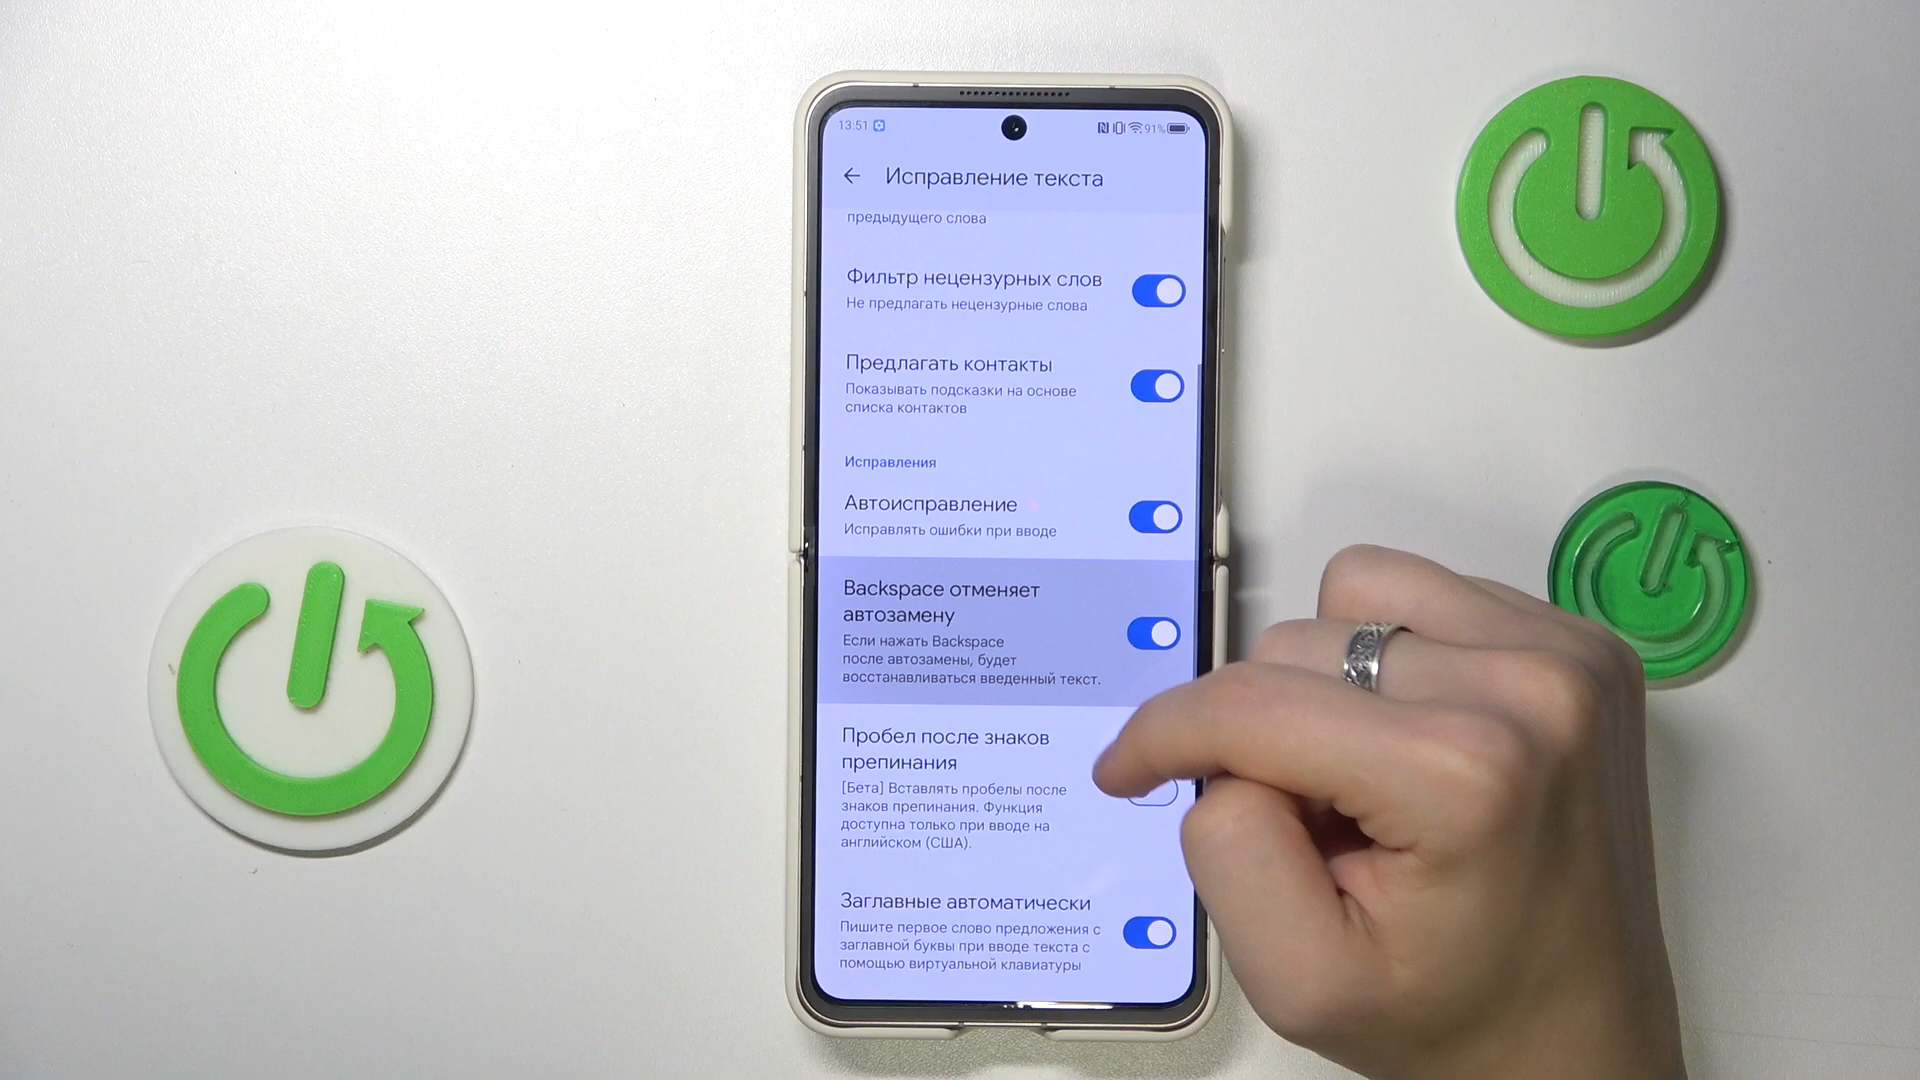 13:51
91%
Исправление текста
предыдущего слова
Фильтр нецензурных слов
Не предлагать нецензурные слова
Предлагать контакты
Показывать подсказки на основе
списка контактов
Исправления
Автоисправление
Исправлять ошибки при вводе
Backspace отменяет
автозамену
Если нажать Backspace
после автозамены, будет
восстанавливаться введенный текст.
Пробел после знаков
препинания
[Бета] Вставлять пробелы после
знаков препинания. Функция
доступна только при вводе на
английском (США).
Заглавные автоматически
Пишите первое слово предложения с
заглавной буквы при вводе текста с
помощью виртуальной клавиатуры